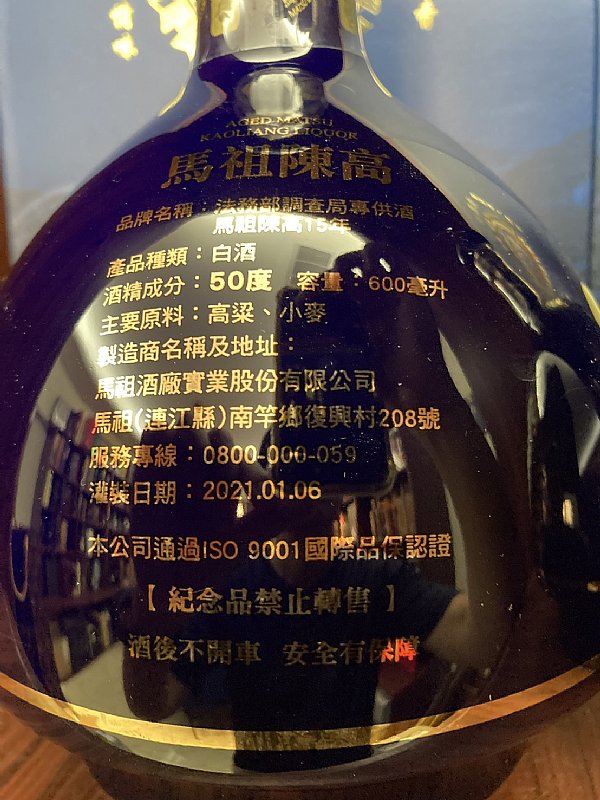 AGED MATSU
KAOLIANG LIQUOR
馬祖陳高
品牌名稱：法務部調查局專供酒
馬祖陳高15年
產品種類：白酒
酒精成分：50度 容量：600毫升
主要原料：高粱、小麥
製造商名稱及地址：
馬祖酒廠實業股份有限公司
馬祖(連江縣)南竿鄉復興村208號
服務專線：0800-000-059
灌裝日期：2021.01.06
本公司通過ISO 9001國際品保認證
【 紀念品禁止轉售 】
酒後不開車 安全有保障